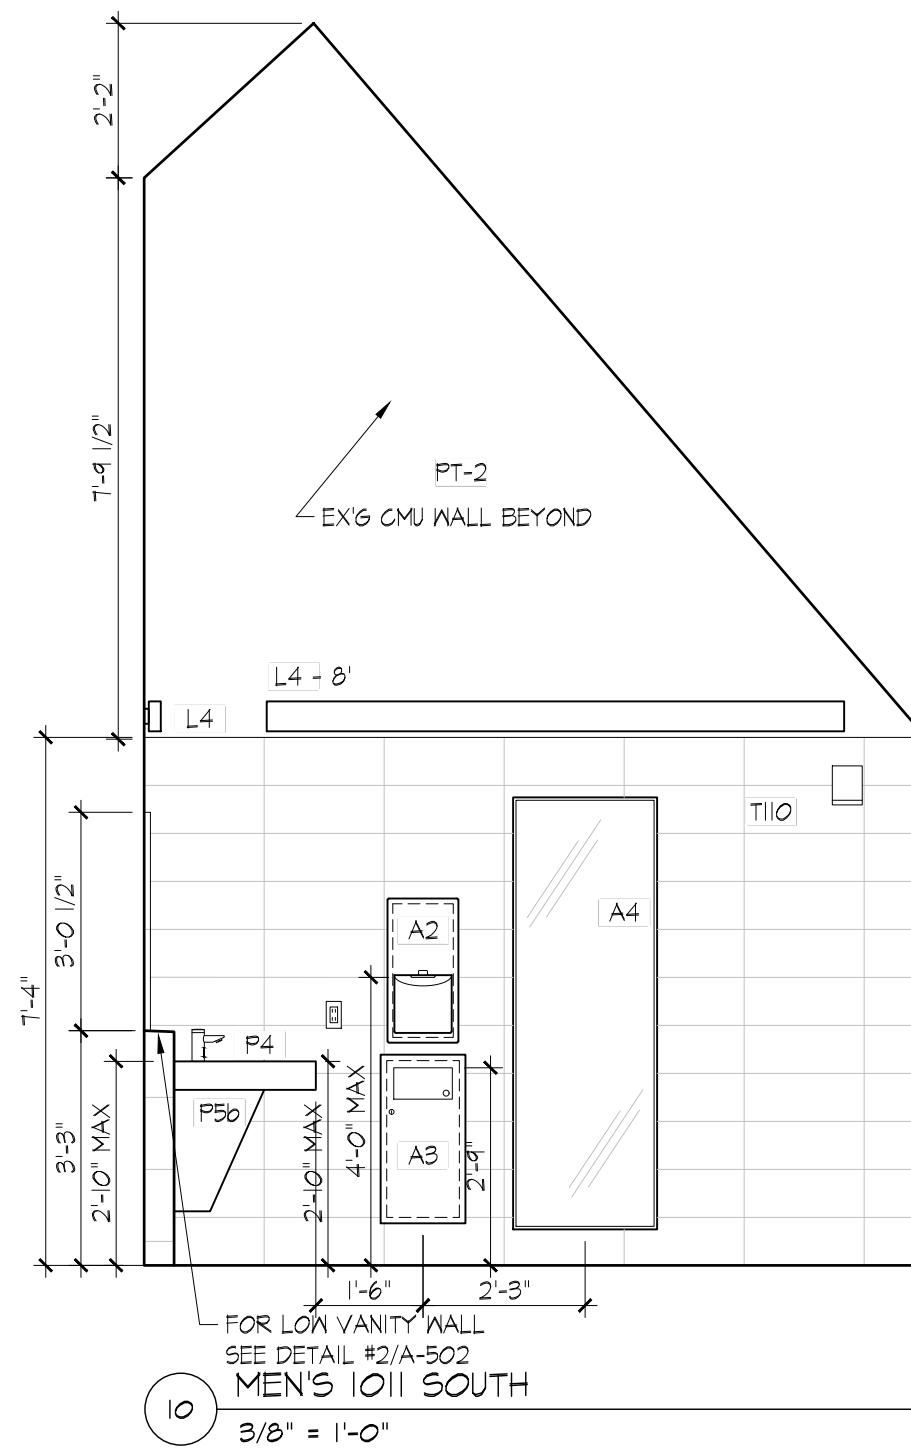 2'-2"
7'-9 1/2"
PT-2
EX'G CMU WALL BEYOND
L4 - 8'
L4
T110
A2
A4
3'-0 1/2"
7'-4"
P4
P5b
A3
3'-3"
2'-10" MAX
2'-10" MAX
4'-0" MAX
2'-9"
1'-6"
2'-3"
FOR LOW VANITY WALL
SEE DETAIL #2/A-502
10
MEN'S 1011 SOUTH
3/8" = 1'-0"